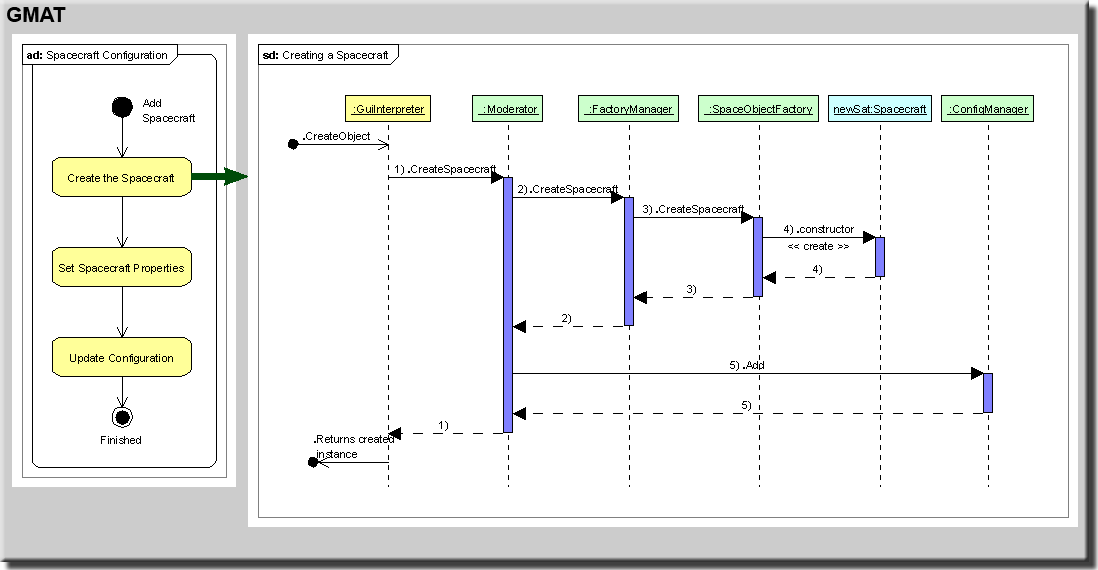 GMAT
ad: Spacecraft Configuration
Add
Spacecraft
Create the Spacecraft
Set Spacecraft Properties
Update Configuration
Finished
sd: Creating a Spacecraft
:GuiInterpreter
:Moderator
:FactoryManager
:SpaceObjectFactory
newSat:Spacecraft
:ConfigManager
.CreateObject
1) .CreateSpacecraft
2) .CreateSpacecraft
3) .CreateSpacecraft
4) .constructor
<< create >>
4)
3)
2)
5) .Add
5)
1)
.Returns created
instance